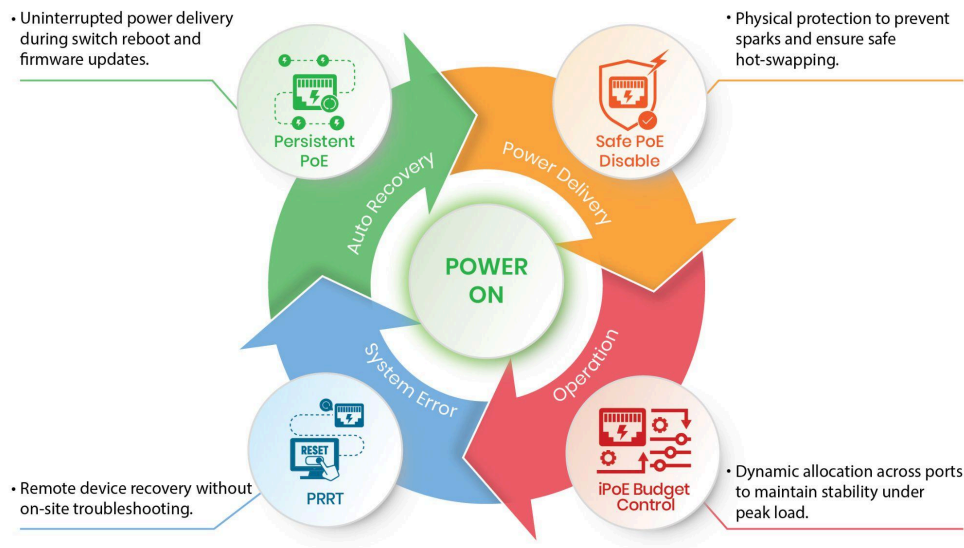 • Uninterrupted power delivery
during switch reboot and
firmware updates.
• Physical protection to prevent
sparks and ensure safe
hot-swapping.
Persistent
PoE
Safe PoE
Disable
Auto Recovery
Power Delivery
POWER
ON
System Error
Operation
RESET
PRRT
iPoE Budget
Control
• Remote device recovery without
on-site troubleshooting.
• Dynamic allocation across ports
to maintain stability under
peak load.